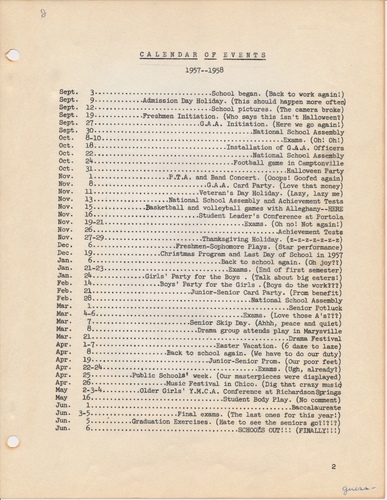 CALENDAR OF EVENTS
1957--1958
Sept. 3 School began. (Back to work again!)
Sept. 9 Admission Day Holiday. (This should happen more often)
Sept. 12 School pictures. (The camera broke)
Sept. 19 Freshmen Initiation. (Who says this isn't Halloween?)
Sept. 27 G.A.A. Initiation. (Here we go again!)
Sept. 30 National School Assembly
Oct. 8-10 Exams. (Oh! Oh!)
Oct. 18 Installation of G.A.A. Officers
Oct. 22 National School Assembly
Oct. 24 Football game in Camptonville
Oct. 31 Halloween Party
Nov. 1 P.T.A. and Band Concert. (Ooops! Goofed again)
Nov. 8 G.A.A. Card Party. (Love that money)
Nov. 11 Veteran's Day Holiday. (Lazy, lazy me)
Nov. 13 National School Assembly and Achievement Tests
Nov. 15 Basketball and volleyball games with Alleghany--HERE
Nov. 16 Student Leader's Conference at Portola
Nov. 19-21 Exams. (Oh no! Not again!)
Nov. 26 Achievement Tests
Nov. 27-29 Thanksgiving Holiday. (z-z-z-z-z-z)
Dec. 6 Freshmen-Sophomore Plays. (Star performance)
Dec. 19 Christmas Program and Last Day of School in 1957
Jan. 6 Back to school again. (Oh joy??)
Jan. 21-23 Exams. (End of first semester)
Jan. 24 Girls' Party for the Boys. (Talk about big eaters!)
Feb. 14 Boys' Party for the Girls. (Boys do the work???)
Feb. 21 Junior-Senior Card Party. (From benefit)
Feb. 28 National School Assembly
Mar. 1 Senior Potluck
Mar. 4-6 Exams. (Love those A's???)
Mar. 7 Senior Skip Day. (Ahhh, peace and quiet)
Mar. 8 Drama group attends play in Marysville
Mar. 21 Drama Festival
Apr. 1-7 Easter Vacation. (6 daze to laze)
Apr. 8 Back to school again. (We have to do our duty)
Apr. 19 Junior-Senior Prom. (Our poor feet)
Apr. 22-24 Exams. (Ugh, already)
Apr. 25 Public Schools' week. (Our masterpieces were displayed)
Apr. 26 Music Festival in Chico. (Dig that crazy music)
May 2-3-4 Older Girls' Y.M.C.A. Conference at Richardson Springs
May 16 Student Body Play. (No comment)
Jun. 1 Baccalaureate
Jun. 3-5 Final exams. (The last ones for this year!)
Jun. 5 Graduation Exercises. (Hate to see the seniors go!!??)
Jun. 6 SCHOOLS OUT!!! (FINALLY!!!)
2
guess-